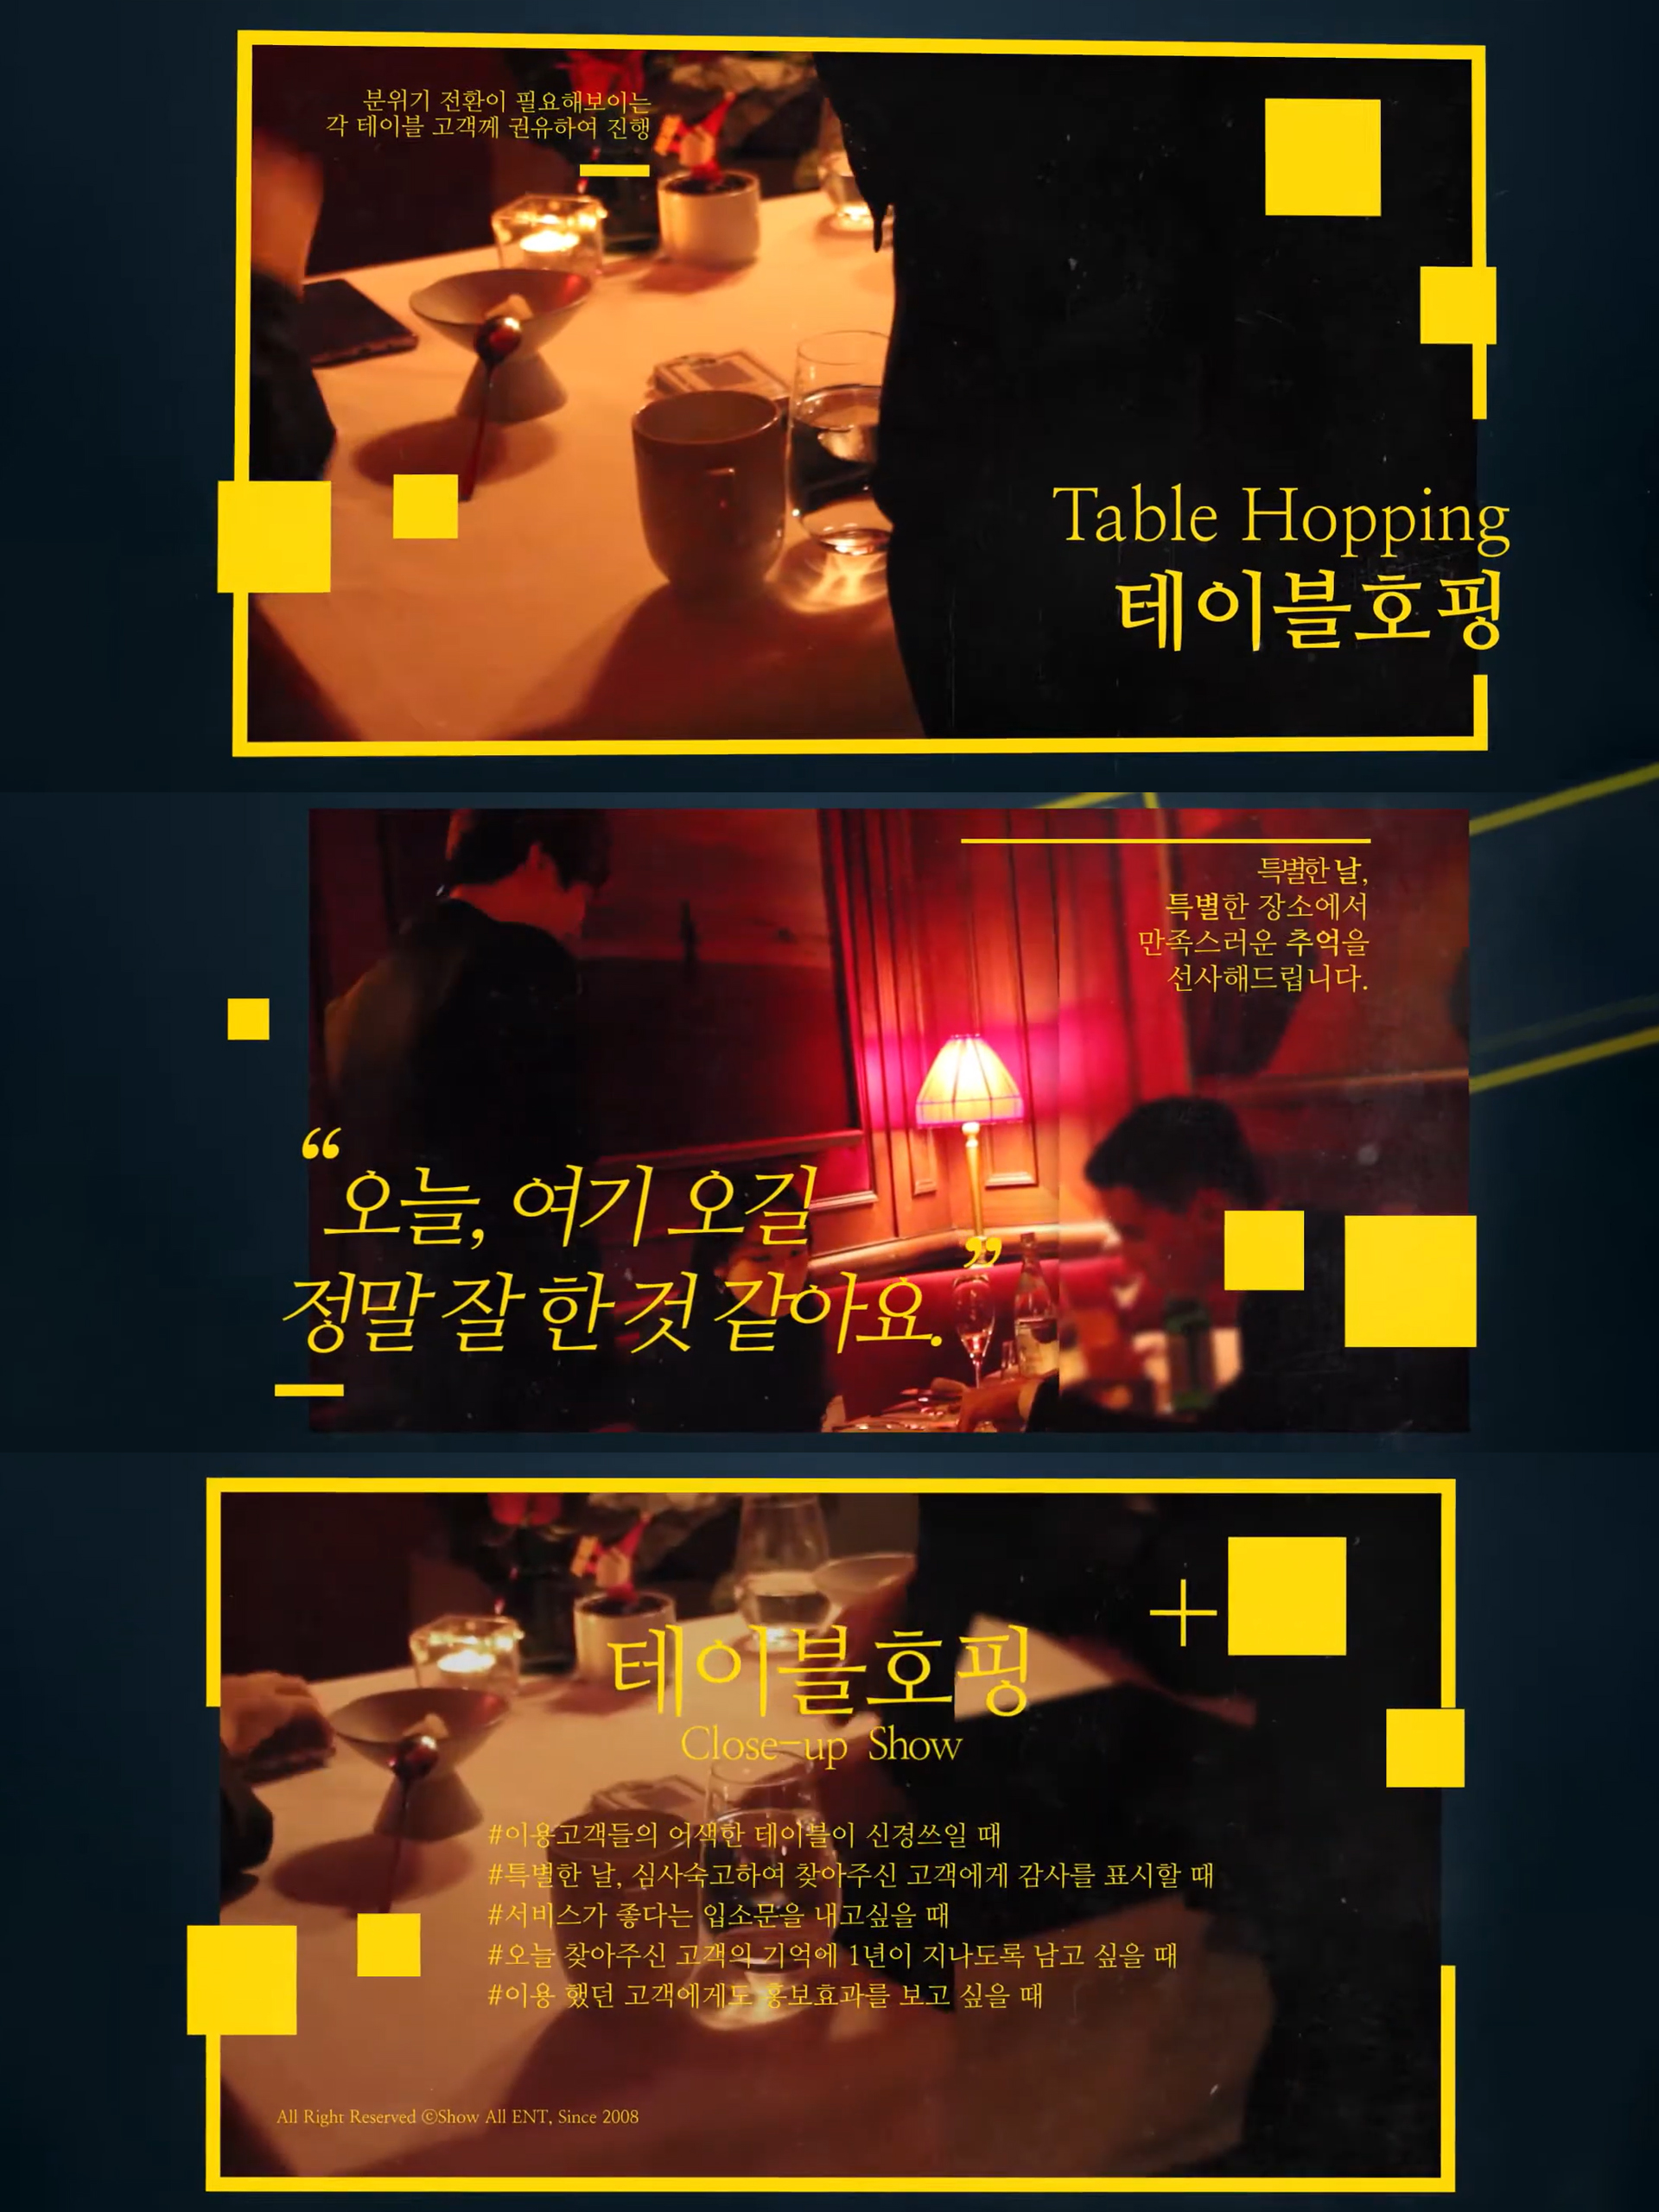 분위기 전환이 필요해보이는
각 테이블 고객께 권유하여 진행
Table Hopping
테이블호핑
특별한 날,
특별한 장소에서
만족스러운 추억을
선사해드립니다.
“오늘, 여기 오길
정말 잘 한 것 같아요.”
테이블호핑
Close-up Show
#이용고객들의 어색한 테이블이 신경쓰일 때
#특별한 날, 심사숙고하여 찾아주신 고객에게 감사를 표시할 때
#서비스가 좋다는 입소문을 내고싶을 때
#오늘 찾아주신 고객의 기억에 1년이 지나도록 남고 싶을 때
#이용 했던 고객에게도 홍보효과를 보고 싶을 때
All Right Reserved ⓒShow All ENT, Since 2008